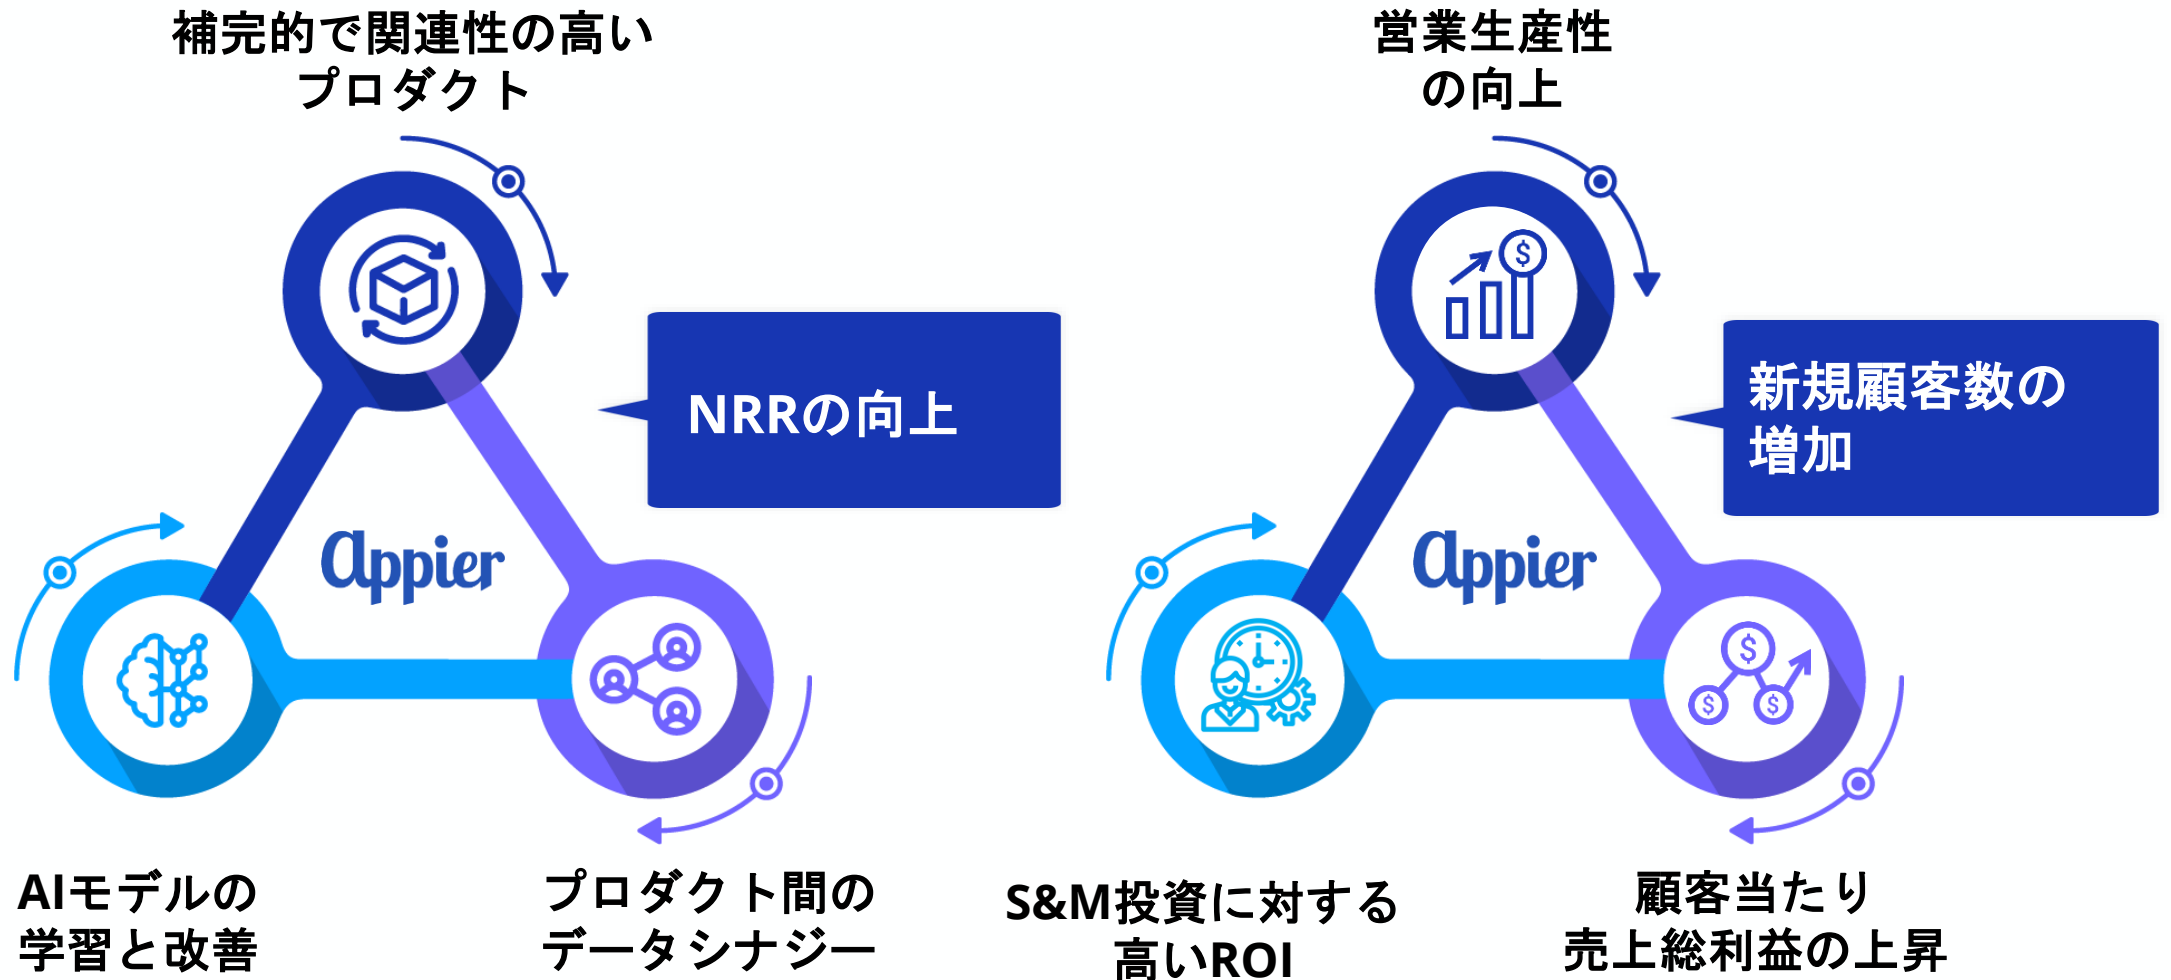 補完的で関連性の高い
プロダクト
NRRの向上
appier
AIモデルの
学習と改善
プロダクト間の
データシナジー
営業生産性
の向上
$
新規顧客数の
増加
appier
$
$
$
S&M投資に対する
高いROI
顧客当たり
売上総利益の上昇